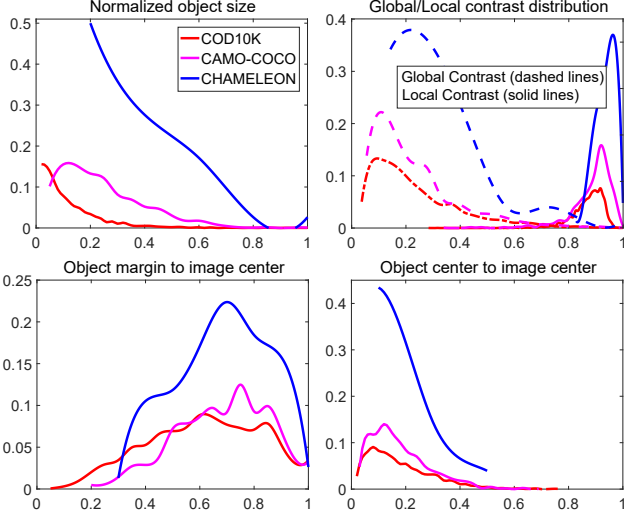 Normalized object size
0.5
0.4
0.3
0.2
0.1
0
0 0.2 0.4 0.6 0.8 1
COD10K
CAMO-COCO
CHAMELEON
Global/Local contrast distribution
0.4
0.3
0.2
0.1
0
0 0.2 0.4 0.6 0.8 1
Global Contrast (dashed lines)
Local Contrast (solid lines)
Object margin to image center
0.25
0.2
0.15
0.1
0.05
0
0 0.2 0.4 0.6 0.8 1
Object center to image center
0.4
0.3
0.2
0.1
0
0 0.2 0.4 0.6 0.8 1